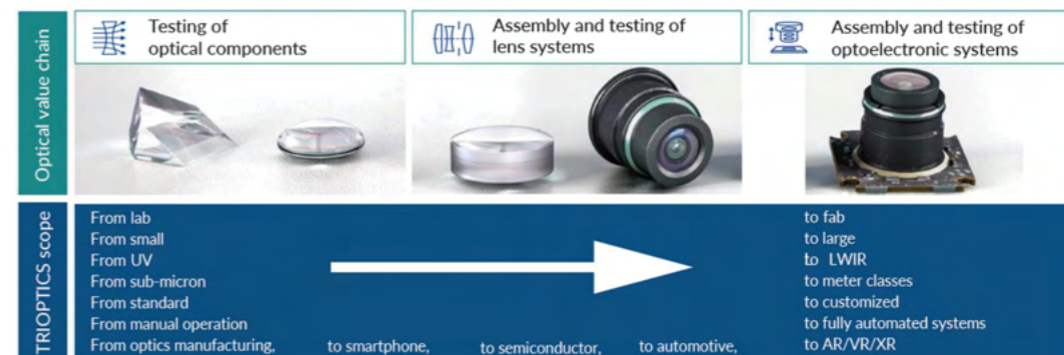 Optical value chain
Testing of
optical components
Assembly and testing of
lens systems
Assembly and testing of
optoelectronic systems
TRIOPTICS scope
From lab
to fab
From small
to large
From UV
to LWIR
From sub-micron
to meter classes
From standard
to customized
From manual operation
to fully automated systems
From optics manufacturing, to smartphone, to semiconductor, to automotive, to AR/VR/XR